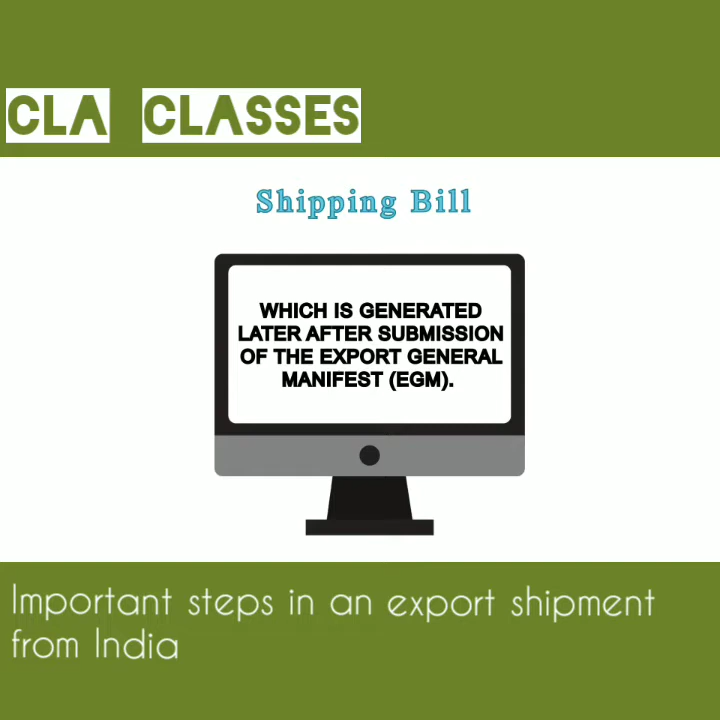 CLA CLASSES
Shipping Bill
WHICH IS GENERATED
LATER AFTER SUBMISSION
OF THE EXPORT GENERAL
MANIFEST (EGM).
Important steps in an export shipment
from India